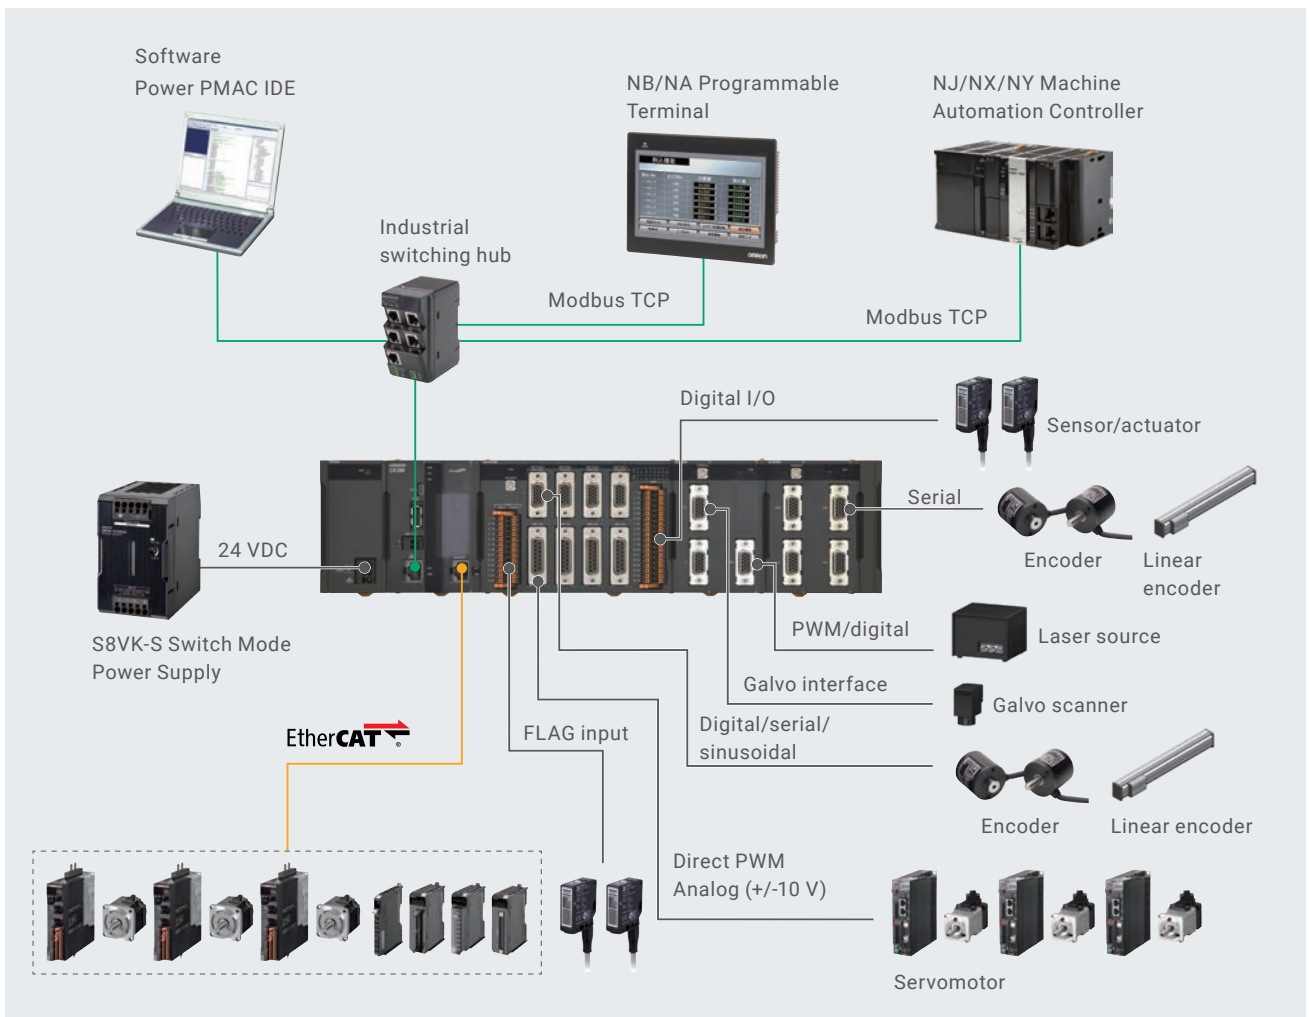 Software
Power PMAC IDE
NB/NA Programmable
Terminal
NJ/NX/NY Machine
Automation Controller
Industrial
switching hub
OMRON
Modbus TCP
Modbus TCP
Digital I/O
Sensor/actuator
Serial
24 VDC
Encoder
Linear
encoder
PWM/digital
Laser source
S8VK-S Switch Mode
Power Supply
Galvo interface
Galvo scanner
EtherCAT®
FLAG input
Digital/serial/
sinusoidal
Encoder
Linear encoder
Direct PWM
Analog (+/-10 V)
Servomotor